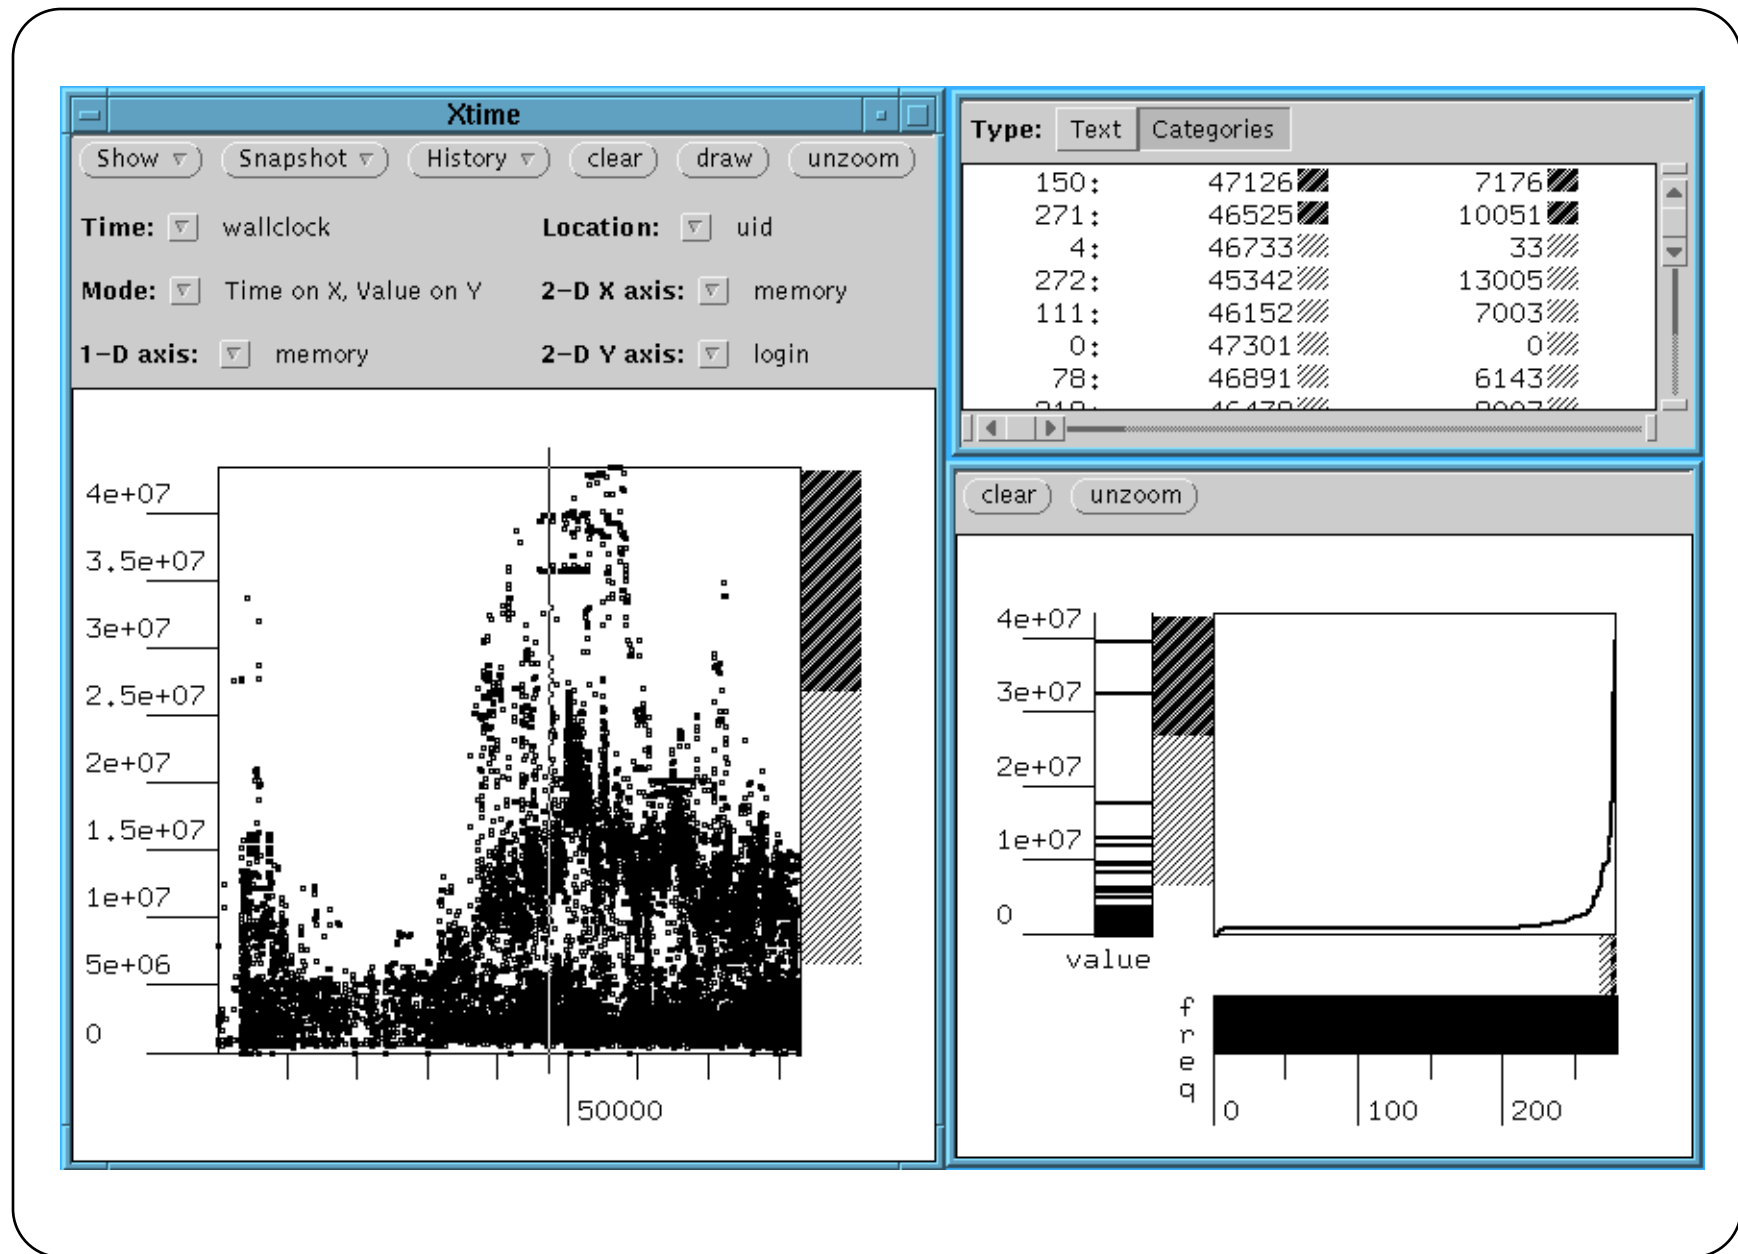 Xtime
Show Snapshot History clear draw unzoom
Time: wallclock Location: uid
Mode: Time on X, Value on Y 2-D X axis: memory
1-D axis: memory 2-D Y axis: login
4e+07
3.5e+07
3e+07
2.5e+07
2e+07
1.5e+07
1e+07
5e+06
0
50000
Type: Text Categories
150: 47126 7176
271: 46525 10051
4: 46733 33
272: 45342 13005
111: 46152 7003
0: 47301 0
78: 46891 6143
clear unzoom
4e+07
3e+07
2e+07
1e+07
0
value
freq
0 100 200